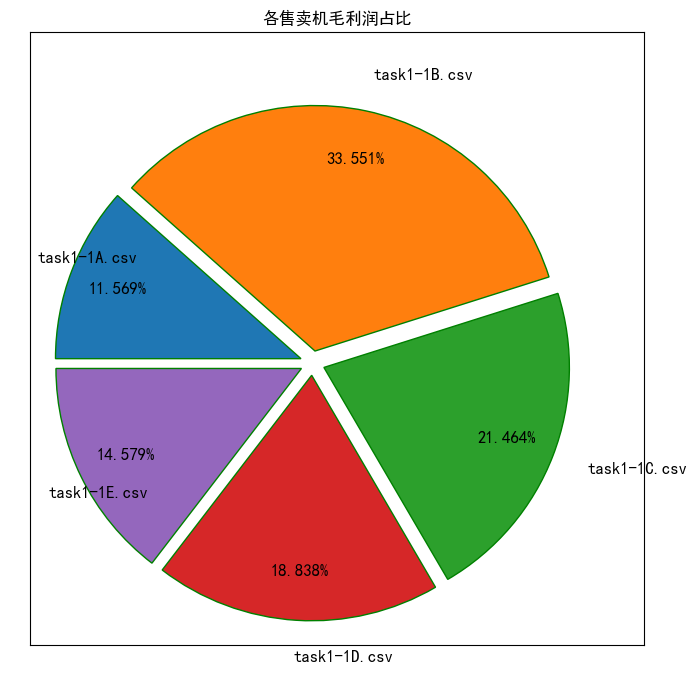 各售卖机毛利润占比
task1-1B.csv
33.551%
task1-1A.csv
11.569%
21.464%
task1-1C.csv
14.579%
task1-1E.csv
18.838%
task1-1D.csv